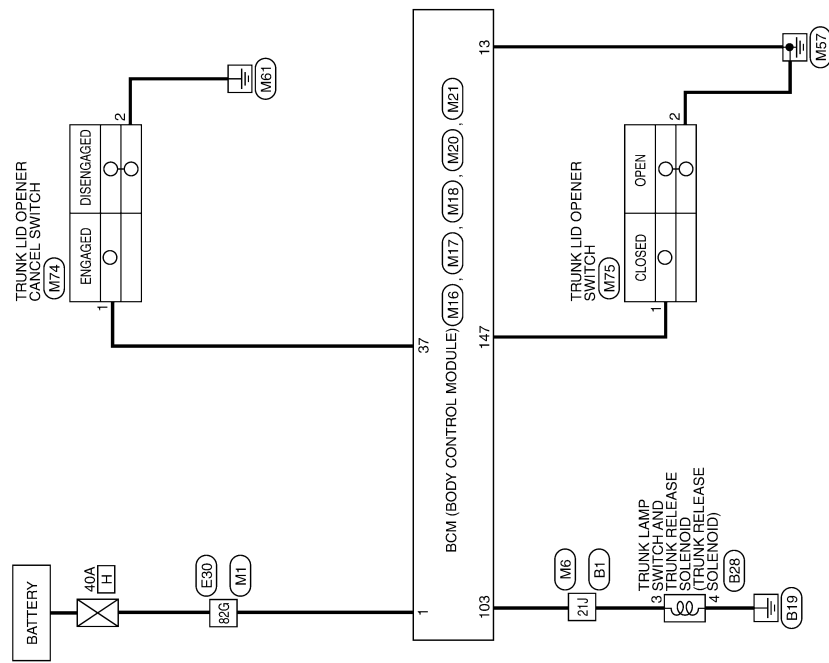 BATTERY
40A
H
E30
82G
M1
TRUNK LID OPENER
CANCEL SWITCH
M74
ENGAGED
DISENGAGED
1
2
M61
1
37
BCM (BODY CONTROL MODULE) M16 , M17 , M18 , M20 , M21
103
147
13
M6
21J
B1
TRUNK LAMP
SWITCH AND
TRUNK RELEASE
SOLENOID
(TRUNK RELEASE
SOLENOID)
3
4
B28
B19
TRUNK LID OPENER
SWITCH
M75
CLOSED
OPEN
1
2
M57